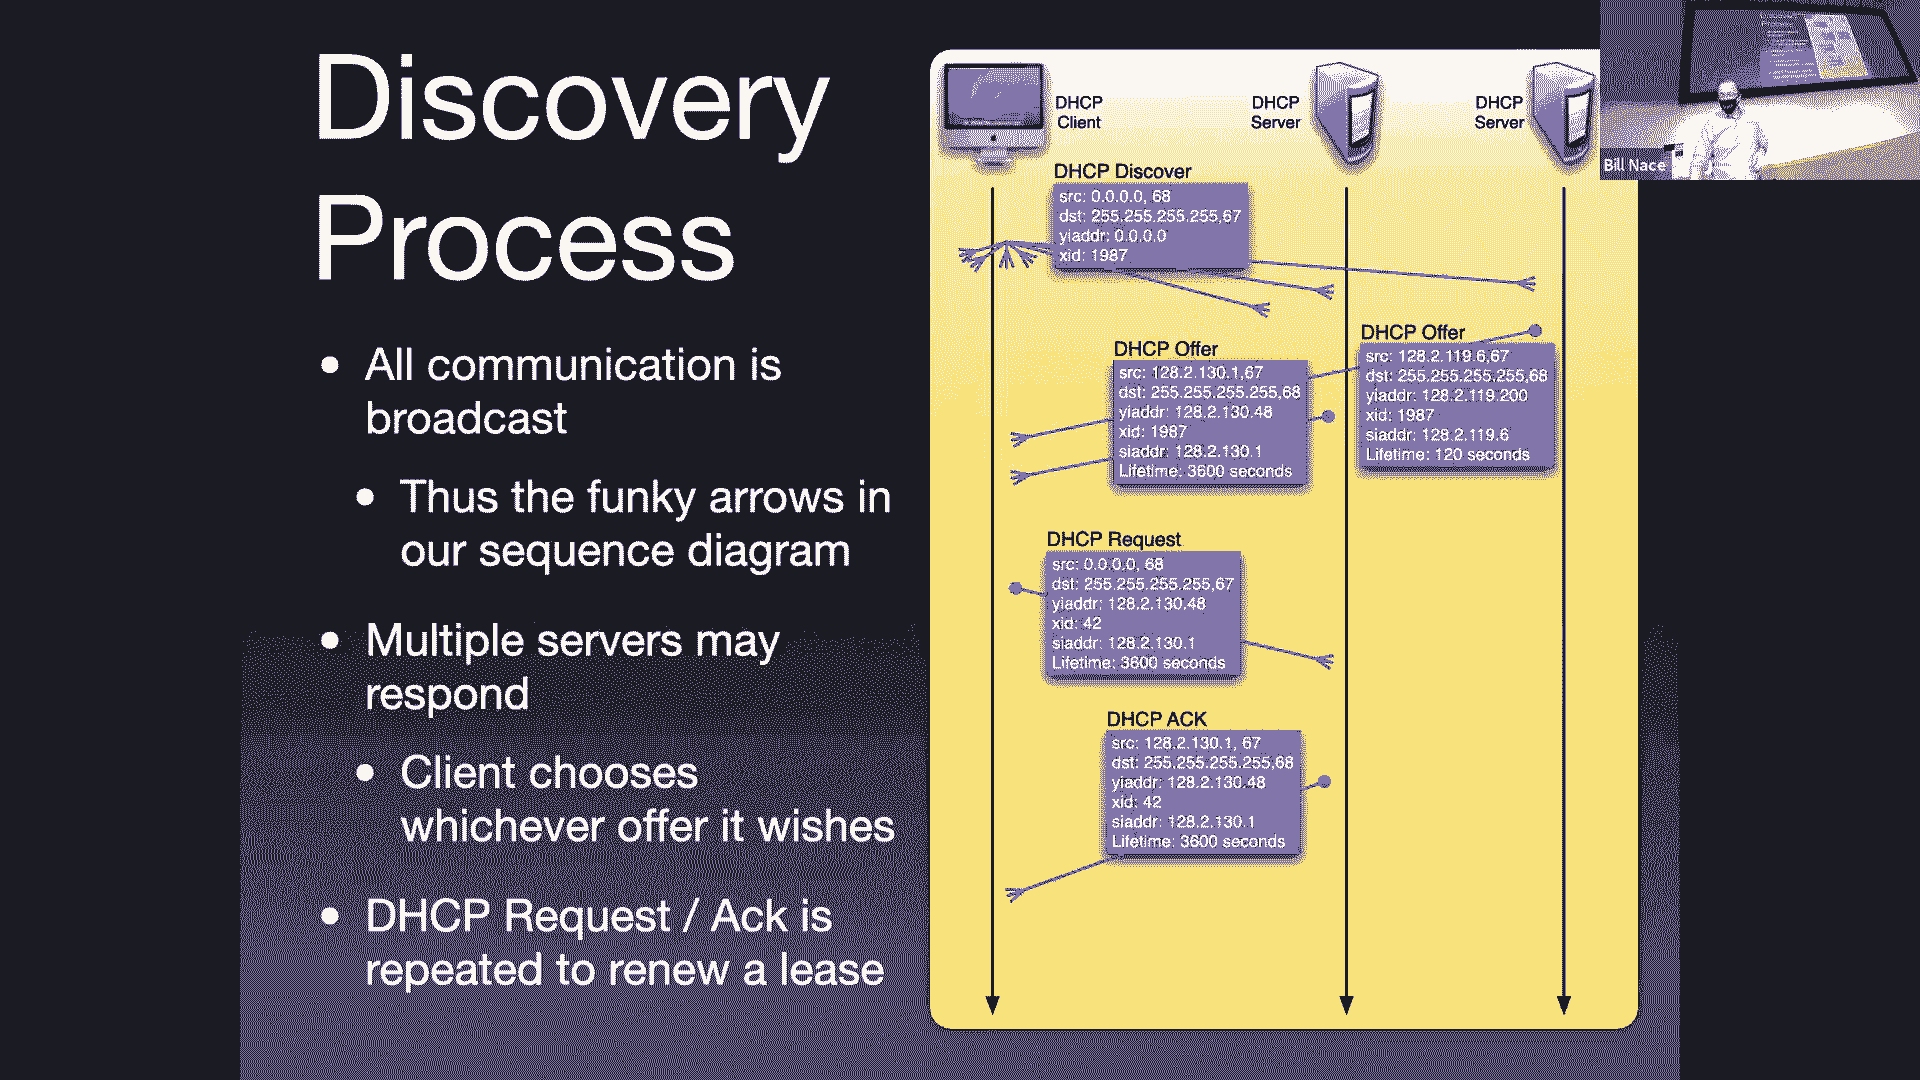 Discovery
Process
• All communication is
broadcast
• Thus the funky arrows in
our sequence diagram
• Multiple servers may
respond
• Client chooses
whichever offer it wishes
• DHCP Request / Ack is
repeated to renew a lease
DHCP
Client
DHCP
Server
DHCP
Server
DHCP Discover
src: 0.0.0.0, 68
dst: 255.255.255.255,67
yiaddr: 0.0.0.0
xid: 1987
DHCP Offer
src: 128.2.130.1,67
dst: 255.255.255.255,68
yiaddr: 128.2.130.48
xid: 1987
siaddr: 128.2.130.1
Lifetime: 3600 seconds
DHCP Offer
src: 128.2.119.6,67
dst: 255.255.255.255,68
yiaddr: 128.2.119.200
xid: 1987
siaddr: 128.2.119.6
Lifetime: 120 seconds
DHCP Request
src: 0.0.0.0, 68
dst: 255.255.255.255,67
yiaddr: 128.2.130.48
xid: 42
siaddr: 128.2.130.1
Lifetime: 3600 seconds
DHCP ACK
src: 128.2.130.1, 67
dst: 255.255.255.255,68
yiaddr: 128.2.130.48
xid: 42
siaddr: 128.2.130.1
Lifetime: 3600 seconds
Bill Nace